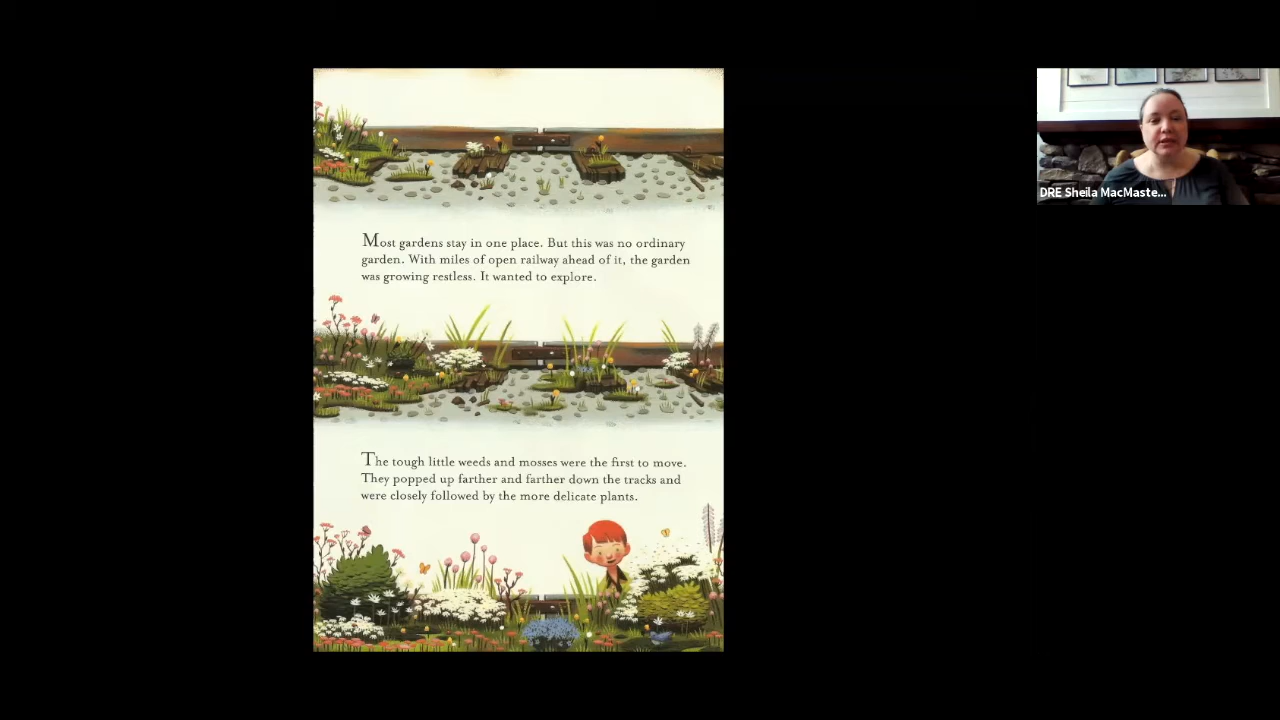 Most gardens stay in one place. But this was no ordinary
garden. With miles of open railway ahead of it, the garden
was growing restless. It wanted to explore.
The tough little weeds and mosses were the first to move.
They popped up farther and farther down the tracks and
were closely followed by the more delicate plants.
DRE Sheila MacMaste...